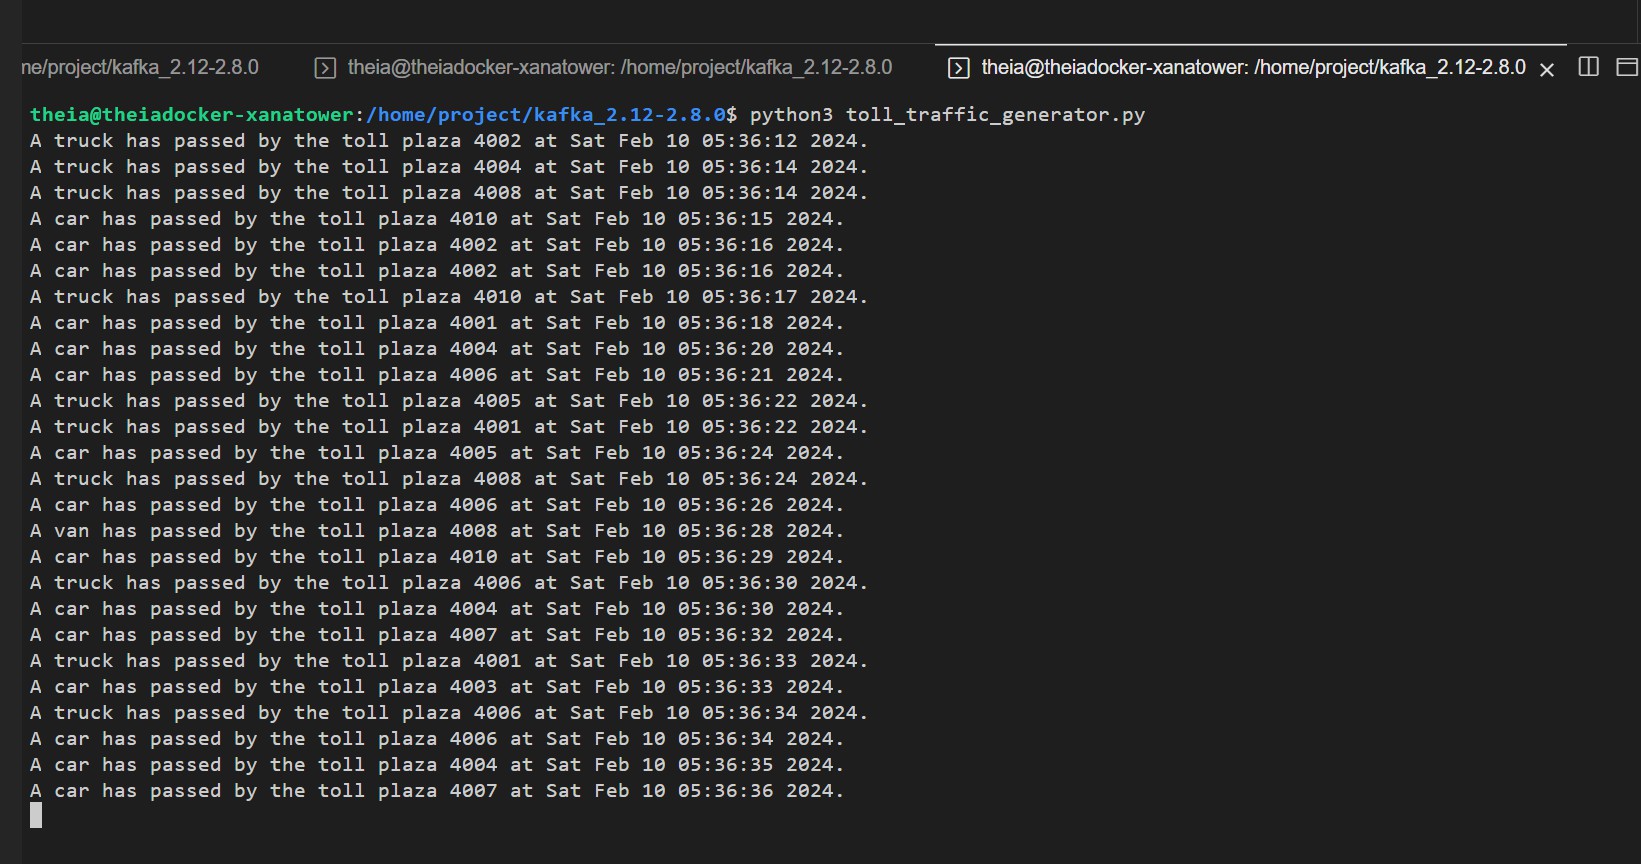 ne/project/kafka_2.12-2.8.0 theia@theiadocker-xanatower: /home/project/kafka_2.12-2.8.0 theia@theiadocker-xanatower: /home/project/kafka_2.12-2.8.0
theia@theiadocker-xanatower:/home/project/kafka_2.12-2.8.0$ python3 toll_traffic_generator.py
A truck has passed by the toll plaza 4002 at Sat Feb 10 05:36:12 2024.
A truck has passed by the toll plaza 4004 at Sat Feb 10 05:36:14 2024.
A truck has passed by the toll plaza 4008 at Sat Feb 10 05:36:14 2024.
A car has passed by the toll plaza 4010 at Sat Feb 10 05:36:15 2024.
A car has passed by the toll plaza 4002 at Sat Feb 10 05:36:16 2024.
A car has passed by the toll plaza 4002 at Sat Feb 10 05:36:16 2024.
A truck has passed by the toll plaza 4010 at Sat Feb 10 05:36:17 2024.
A car has passed by the toll plaza 4001 at Sat Feb 10 05:36:18 2024.
A car has passed by the toll plaza 4004 at Sat Feb 10 05:36:20 2024.
A car has passed by the toll plaza 4006 at Sat Feb 10 05:36:21 2024.
A truck has passed by the toll plaza 4005 at Sat Feb 10 05:36:22 2024.
A truck has passed by the toll plaza 4001 at Sat Feb 10 05:36:22 2024.
A car has passed by the toll plaza 4005 at Sat Feb 10 05:36:24 2024.
A truck has passed by the toll plaza 4008 at Sat Feb 10 05:36:24 2024.
A car has passed by the toll plaza 4006 at Sat Feb 10 05:36:26 2024.
A van has passed by the toll plaza 4008 at Sat Feb 10 05:36:28 2024.
A car has passed by the toll plaza 4010 at Sat Feb 10 05:36:29 2024.
A truck has passed by the toll plaza 4006 at Sat Feb 10 05:36:30 2024.
A car has passed by the toll plaza 4004 at Sat Feb 10 05:36:30 2024.
A car has passed by the toll plaza 4007 at Sat Feb 10 05:36:32 2024.
A truck has passed by the toll plaza 4001 at Sat Feb 10 05:36:33 2024.
A car has passed by the toll plaza 4003 at Sat Feb 10 05:36:33 2024.
A truck has passed by the toll plaza 4006 at Sat Feb 10 05:36:34 2024.
A car has passed by the toll plaza 4006 at Sat Feb 10 05:36:34 2024.
A car has passed by the toll plaza 4004 at Sat Feb 10 05:36:35 2024.
A car has passed by the toll plaza 4007 at Sat Feb 10 05:36:36 2024.